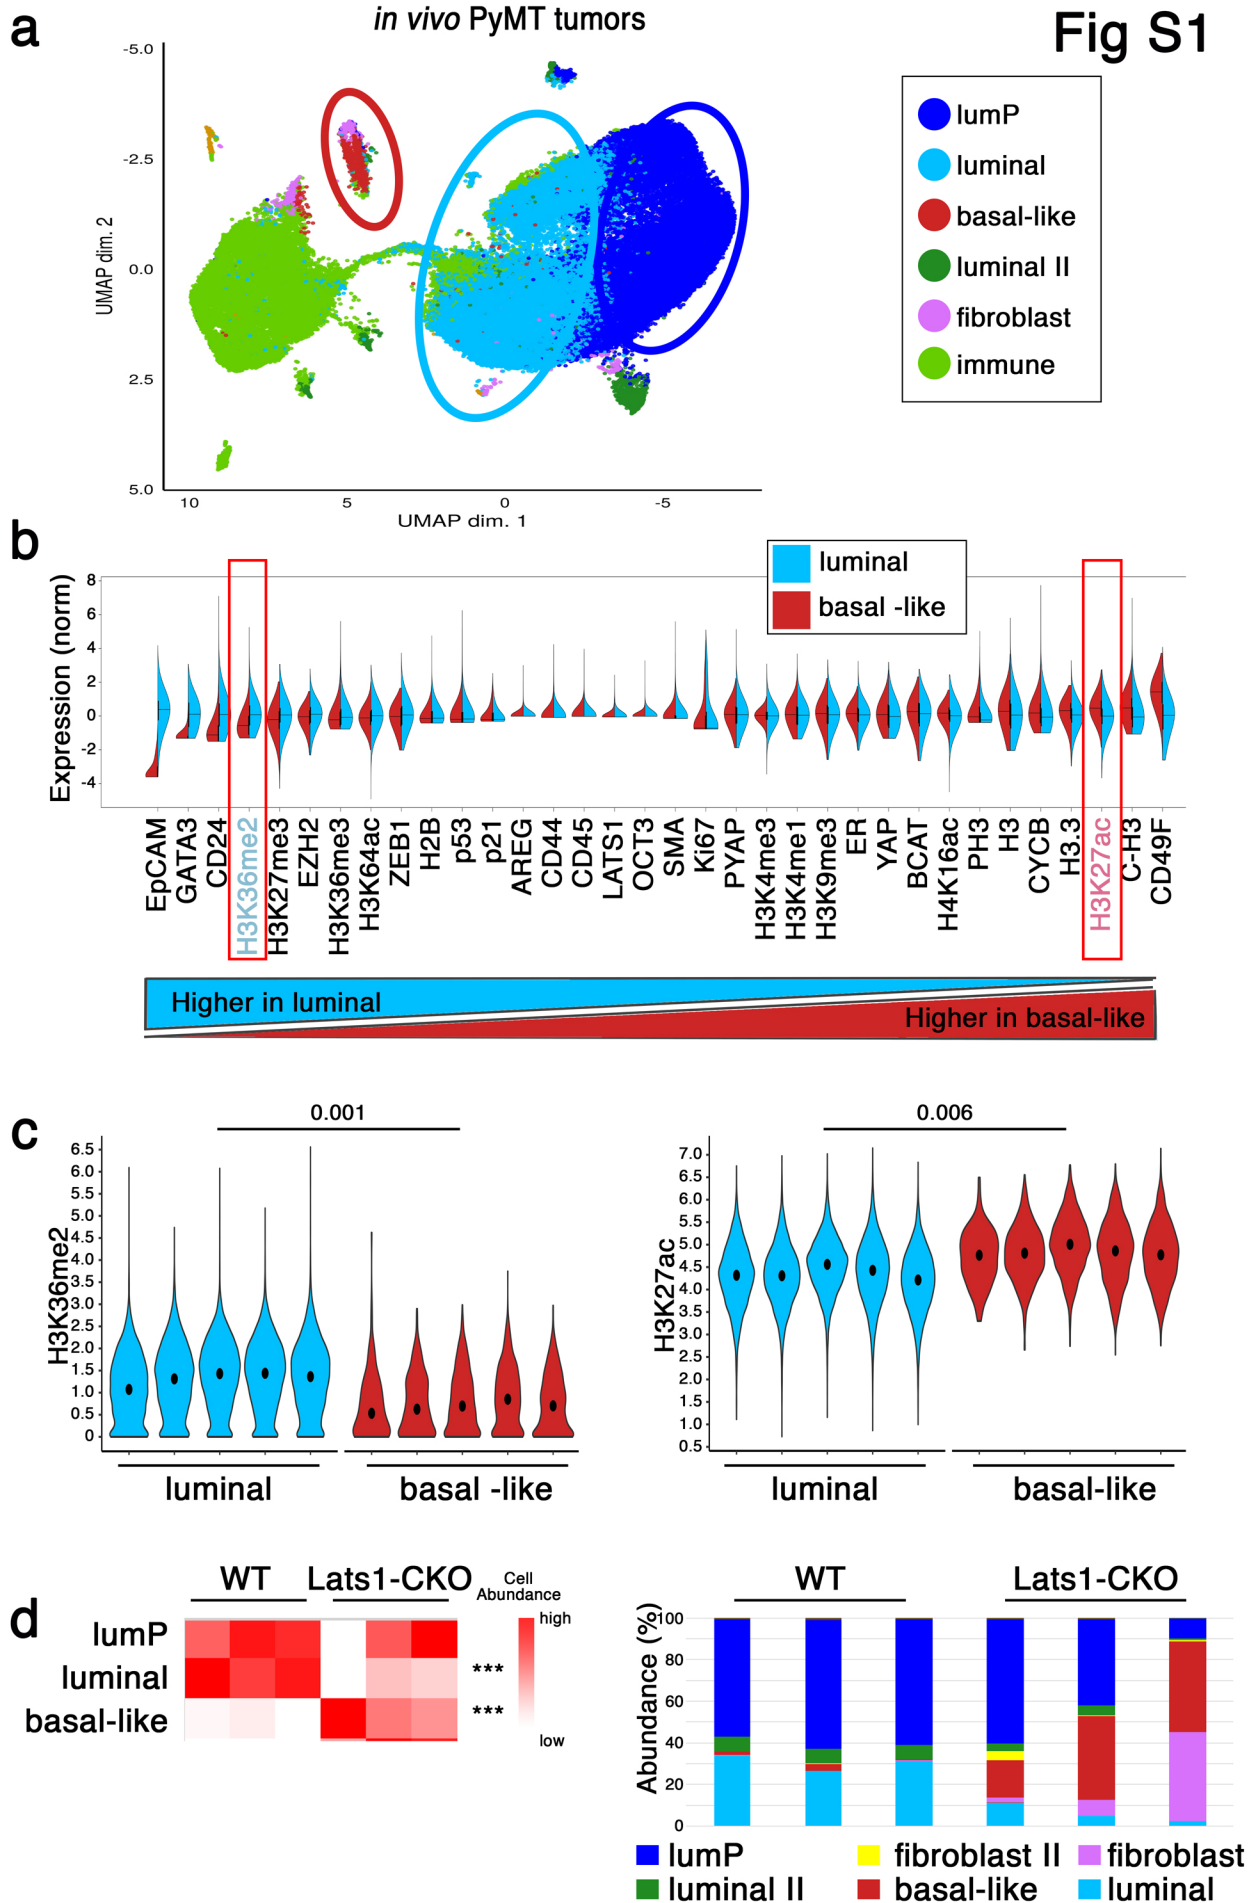 a
in vivo PyMT tumors
Fig S1
-5.0
-2.5
0.0
2.5
5.0
UMAP dim. 2
10 5 0 -5
UMAP dim. 1
lumP
luminal
basal-like
luminal II
fibroblast
immune
b
luminal
basal -like
Expression (norm)
8
6
4
2
0
-2
-4
EpCAM
GATA3
CD24
H3K36me2
H3K27me3
EZH2
H3K36me3
H3K64ac
ZEB1
H2B
p53
p21
AREG
CD44
CD45
LATS1
OCT3
SMA
Ki67
PYAP
H3K4me3
H3K4me1
H3K9me3
ER
YAP
BCAT
H4K16ac
PH3
H3
CYCB
H3.3
H3K27ac
C-H3
CD49F
Higher in luminal
Higher in basal-like
c
0.001
H3K36me2
6.5
6.0
5.5
5.0
4.5
4.0
3.5
3.0
2.5
2.0
1.5
1.0
0.5
0
luminal basal -like
0.006
H3K27ac
7.0
6.5
6.0
5.5
5.0
4.5
4.0
3.5
3.0
2.5
2.0
1.5
1.0
0.5
luminal basal-like
d
WT Lats1-CKO
Cell
Abundance
high
low
lumP
luminal ***
basal-like ***
WT Lats1-CKO
Abundance (%)
100
80
60
40
20
0
lumP fibroblast II fibroblast
luminal II basal-like luminal